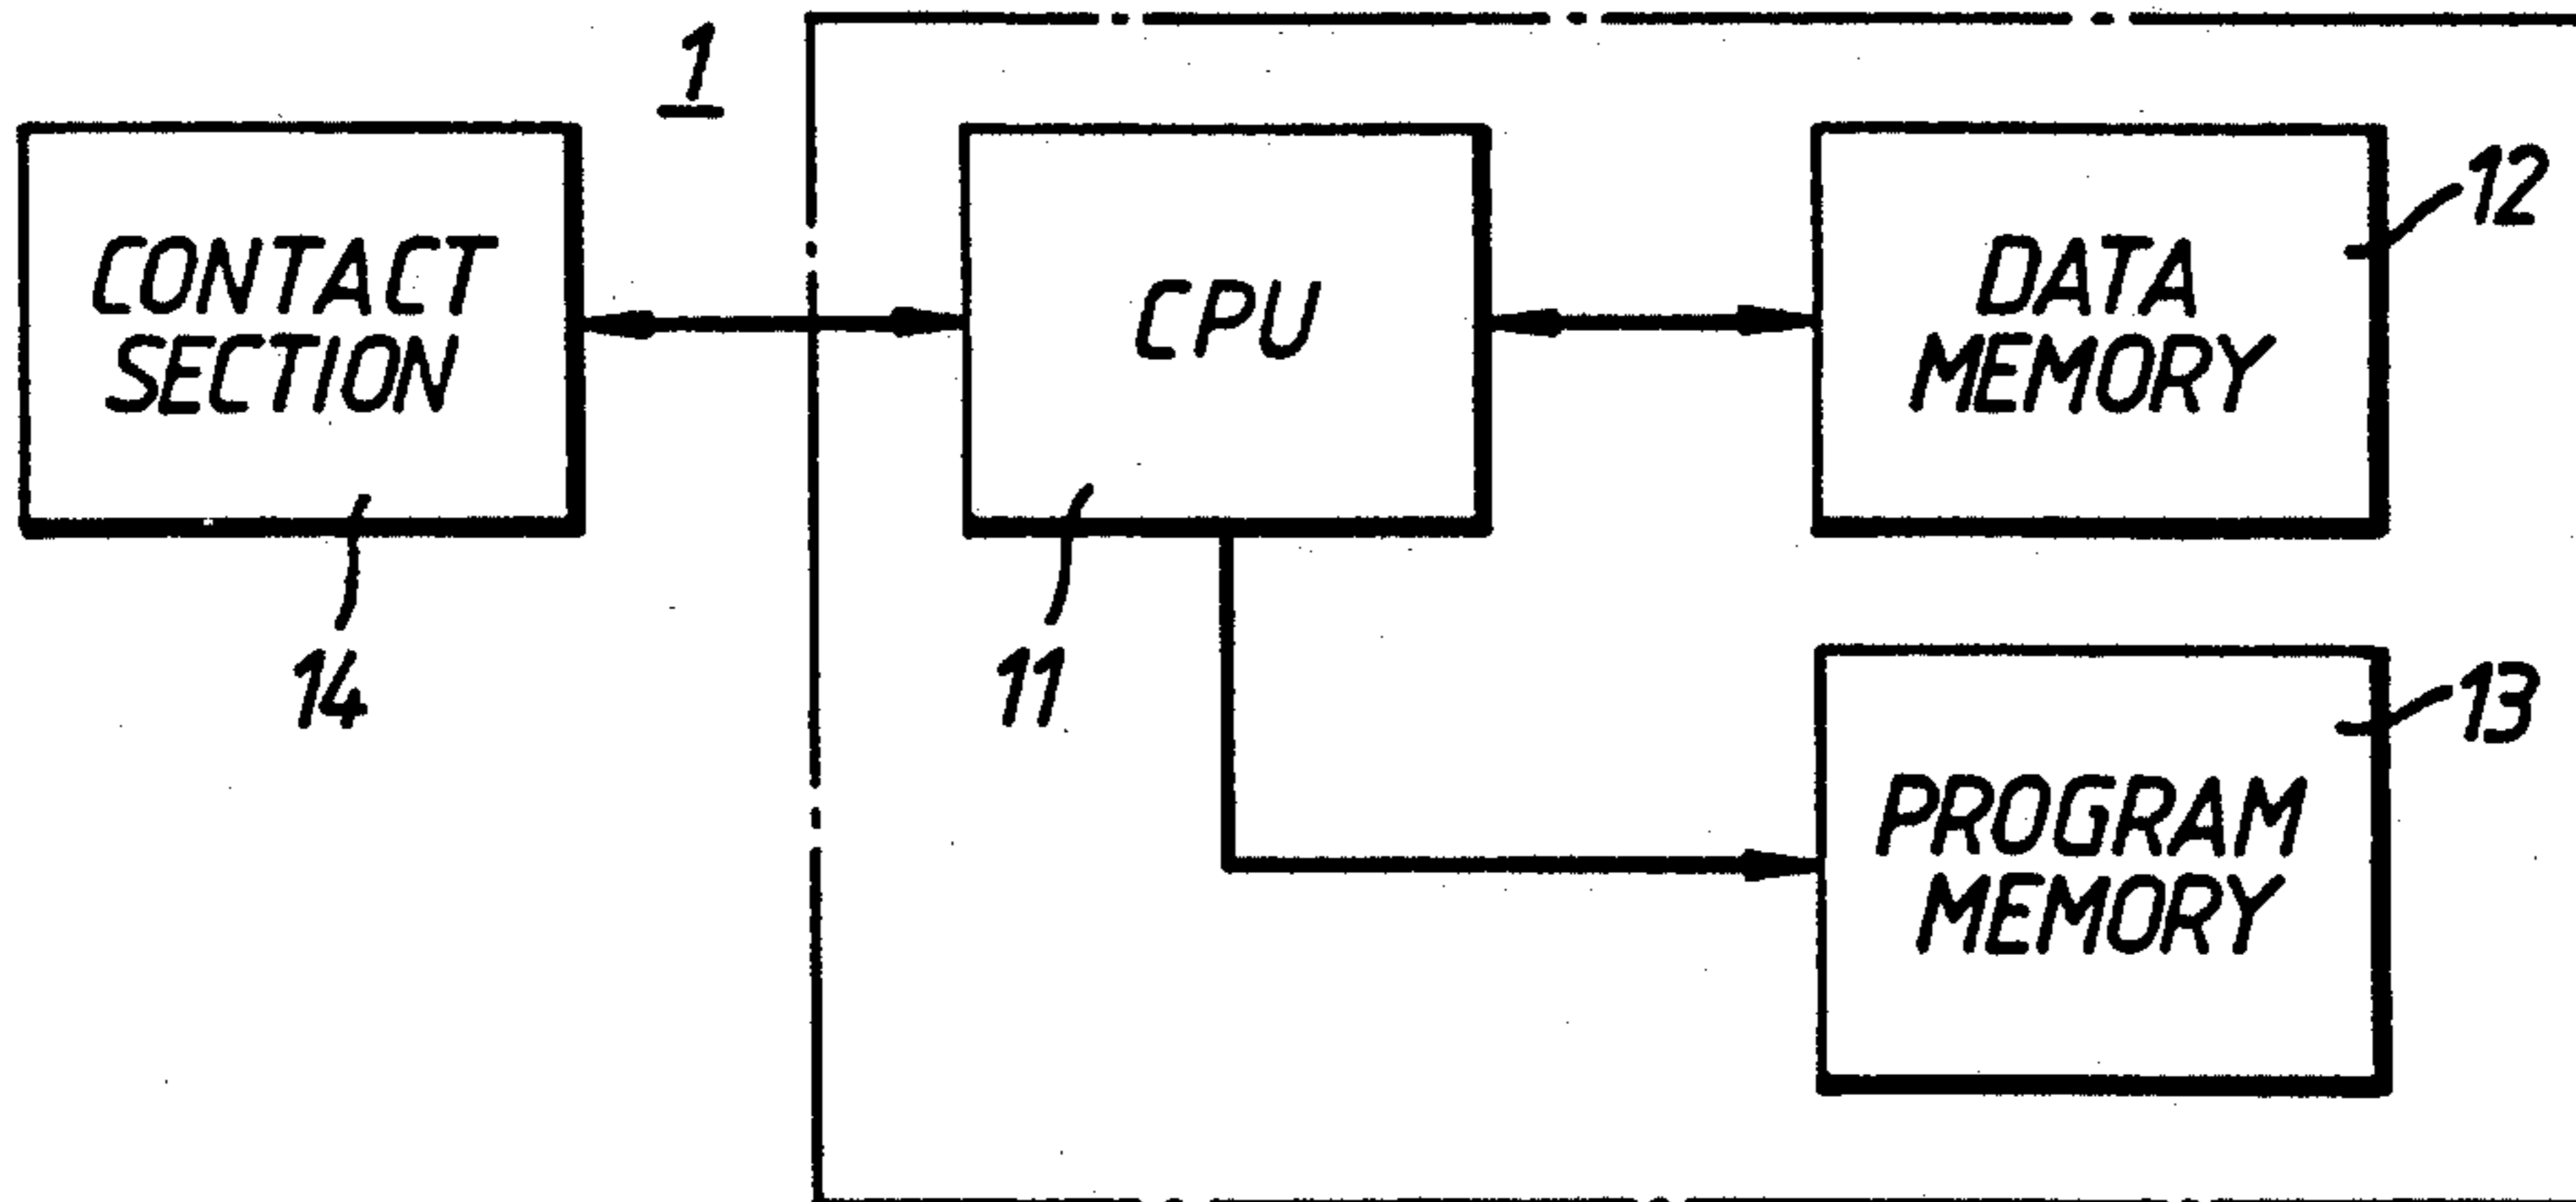 1
CONTACT
SECTION
14
CPU
11
DATA
MEMORY
12
PROGRAM
MEMORY
13